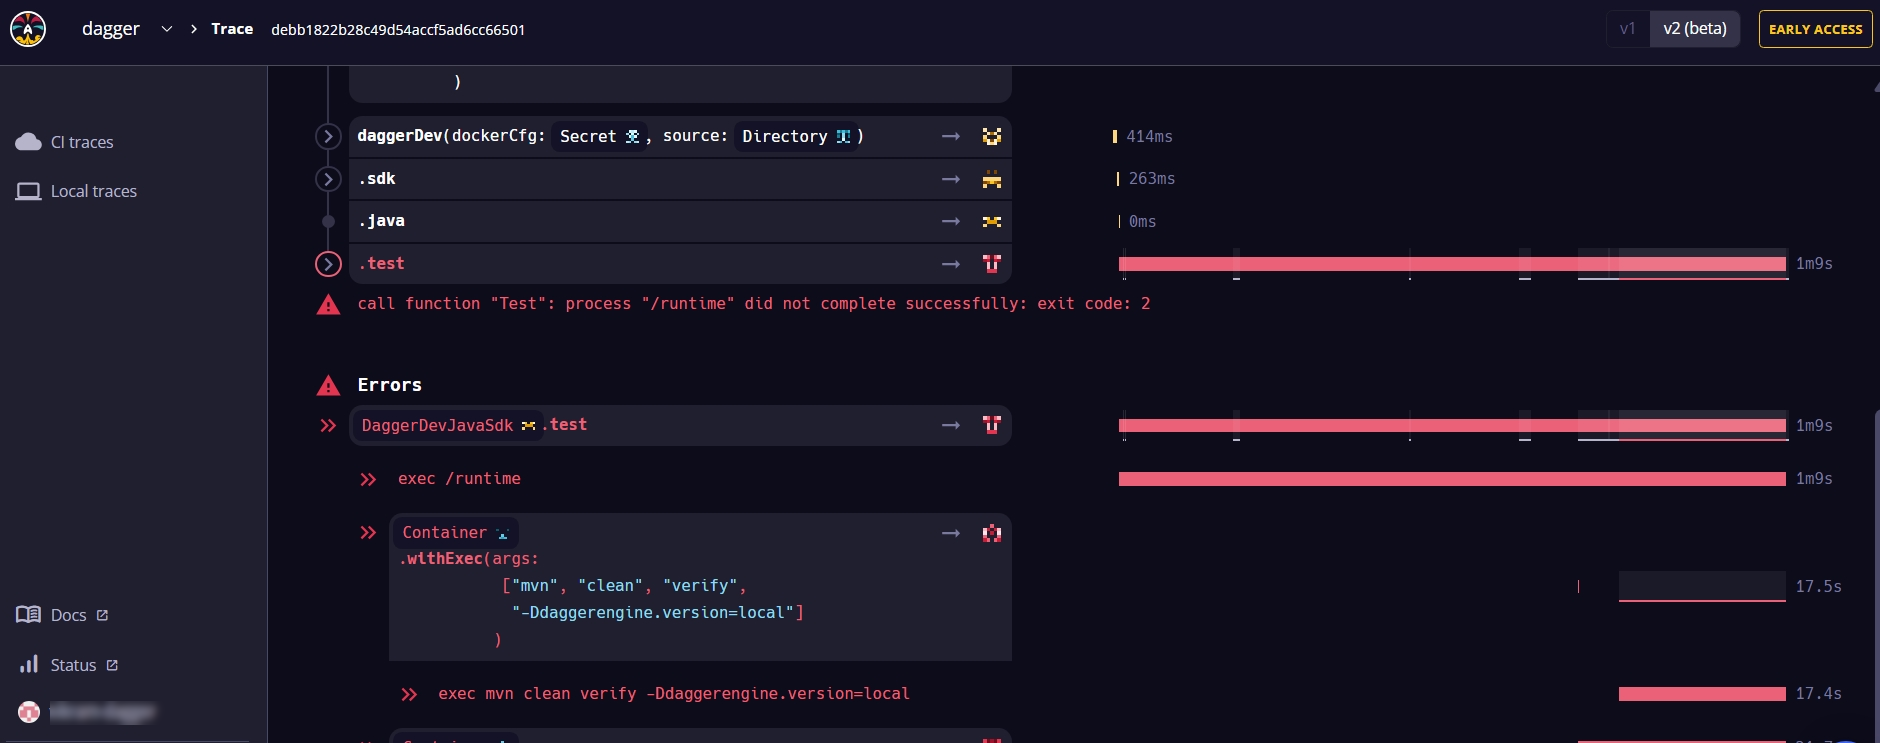 dagger > Trace debb1822b28c49d54accf5ad6cc66501 v1 v2 (beta) EARLY ACCESS
)
daggerDev(dockerCfg: Secret, source: Directory) → 414ms
CI traces
.sdk → 263ms
Local traces
.java → 0ms
.test → 1m9s
call function "Test": process "/runtime" did not complete successfully: exit code: 2
Errors
DaggerDevJavaSdk .test → 1m9s
exec /runtime 1m9s
Container →
.withExec(args:
["mvn", "clean", "verify", 17.5s
"-Ddaggerengine.version=local"]
)
Docs
Status
exec mvn clean verify -Ddaggerengine.version=local 17.4s